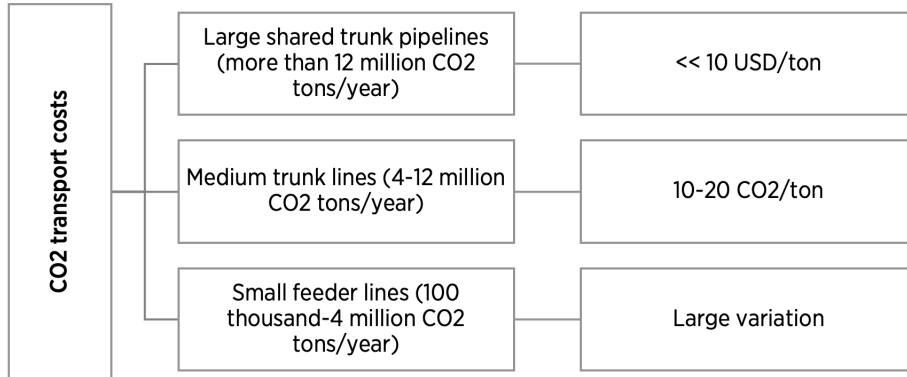 CO2 transport costs
Large shared trunk pipelines
(more than 12 million CO2
tons/year)
<< 10 USD/ton
Medium trunk lines (4-12 million
CO2 tons/year)
10-20 CO2/ton
Small feeder lines (100
thousand-4 million CO2
tons/year)
Large variation